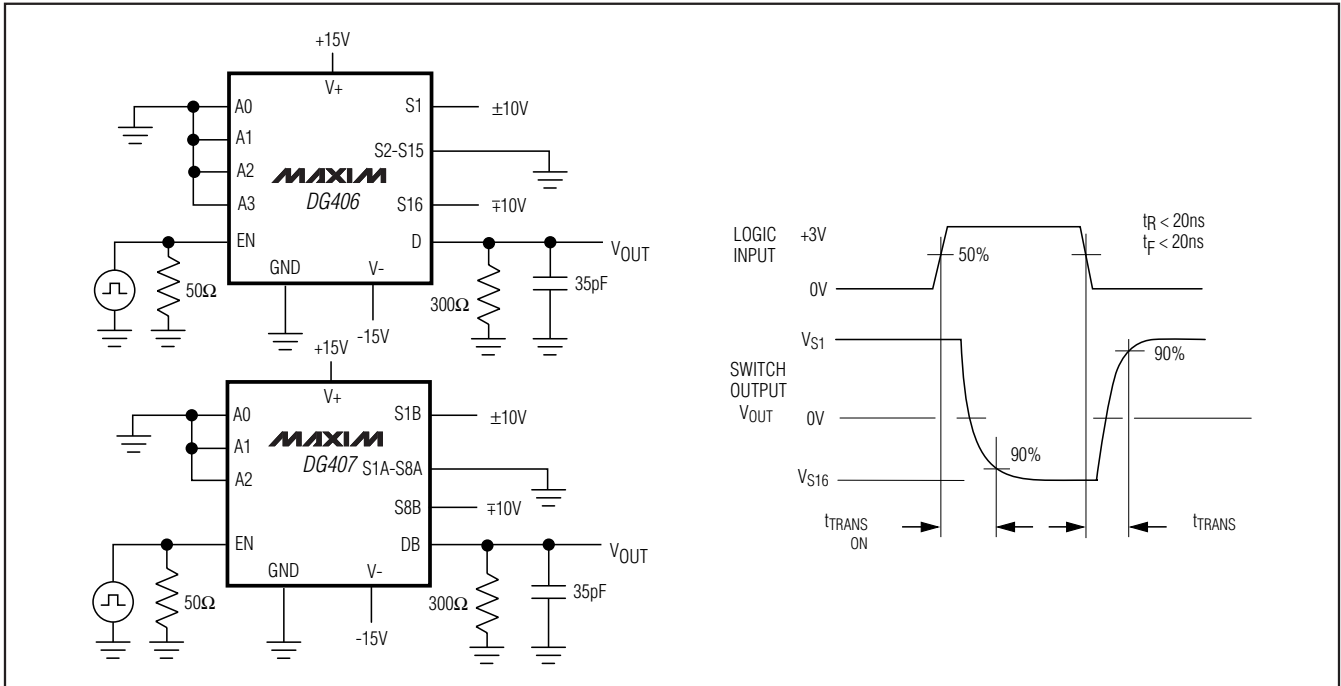 +15V
V+
A0
A1
A2
A3
EN
GND
V-
S1
S2-S15
S16
D
MAXIM
DG406
±10V
∓10V
VOUT
50Ω
300Ω
35pF
-15V
+15V
V+
A0
A1
A2
EN
GND
V-
S1B
S1A-S8A
S8B
DB
MAXIM
DG407
±10V
∓10V
VOUT
50Ω
300Ω
35pF
-15V
LOGIC
INPUT
+3V
50%
0V
tR < 20ns
tF < 20ns
VS1
SWITCH
OUTPUT
VOUT
0V
90%
90%
VS16
tTRANS
ON
tTRANS